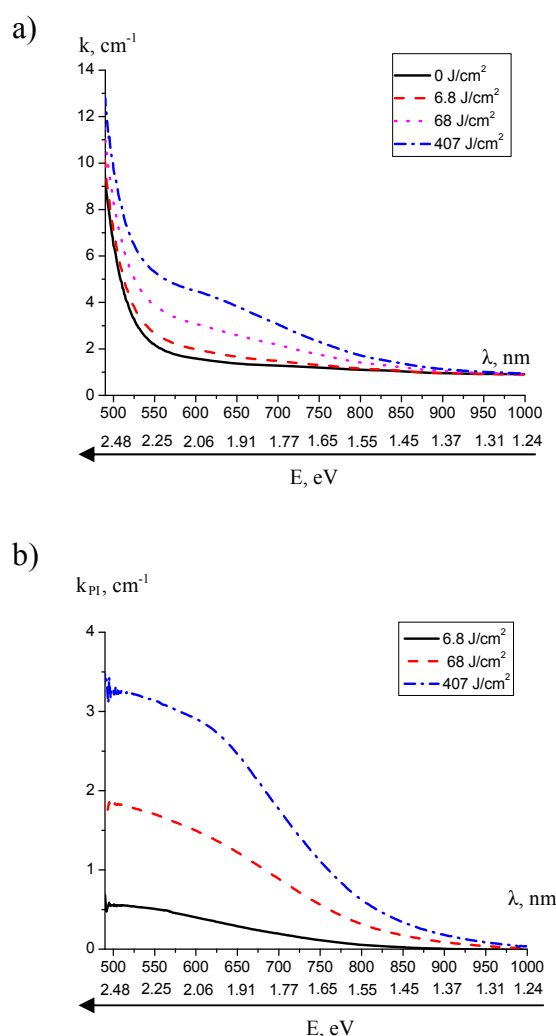 a)
k, cm⁻¹
14
12
10
8
6
4
2
0
0 J/cm²
6.8 J/cm²
68 J/cm²
407 J/cm²
λ, nm
500 550 600 650 700 750 800 850 900 950 1000
2.48 2.25 2.06 1.91 1.77 1.65 1.55 1.45 1.37 1.31 1.24
E, eV
b)
k_PI, cm⁻¹
4
3
2
1
0
6.8 J/cm²
68 J/cm²
407 J/cm²
λ, nm
500 550 600 650 700 750 800 850 900 950 1000
2.48 2.25 2.06 1.91 1.77 1.65 1.55 1.45 1.37 1.31 1.24
E, eV